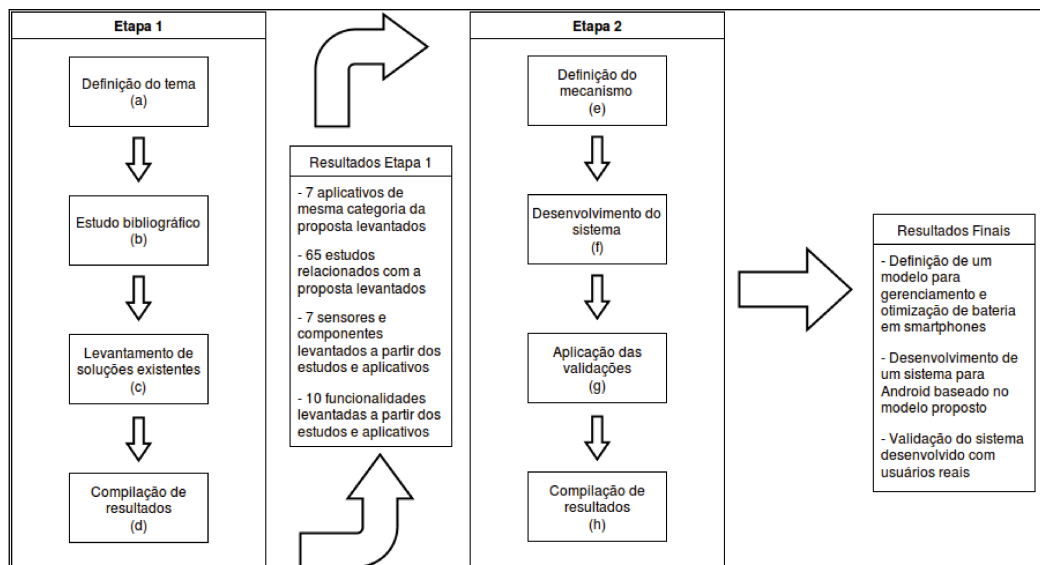 Etapa 1
Definição do tema
(a)
Estudo bibliográfico
(b)
Levantamento de
soluções existentes
(c)
Compilação de
resultados
(d)
Resultados Etapa 1
- 7 aplicativos de
mesma categoria da
proposta levantados
- 65 estudos
relacionados com a
proposta levantados
- 7 sensores e
componentes
levantados a partir dos
estudos e aplicativos
- 10 funcionalidades
levantadas a partir dos
estudos e aplicativos
Etapa 2
Definição do
mecanismo
(e)
Desenvolvimento do
sistema
(f)
Aplicação das
validações
(g)
Compilação de
resultados
(h)
Resultados Finais
- Definição de um
modelo para
gerenciamento e
otimização de bateria
em smartphones
- Desenvolvimento de
um sistema para
Android baseado no
modelo proposto
- Validação do sistema
desenvolvido com
usuários reais